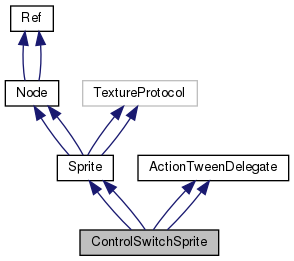 Ref
Node
TextureProtocol
Sprite
ActionTweenDelegate
ControlSwitchSprite